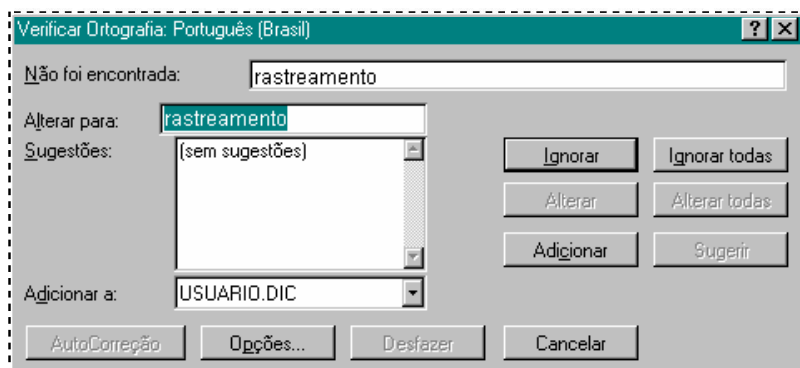 Verificar Ortografia: Português (Brasil)
Não foi encontrada: rastreamento
Alterar para: rastreamento
Sugestões: (sem sugestões)
Ignorar Ignorar todas
Alterar Alterar todas
Adicionar Sugerir
Adicionar a: USUARIO.DIC
AutoCorreção Opções... Desfazer Cancelar